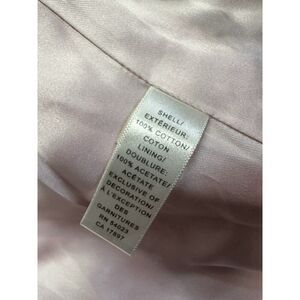 SHELL/
EXTÉRIEUR:
100% COTTON/
COTON
LINING/
DOUBLURE:
100% ACETATE/
ACÉTATE
EXCLUSIVE OF
DECORATION/
À L'EXCEPTION
DES
GARNITURES
RN 54023
CA 17897